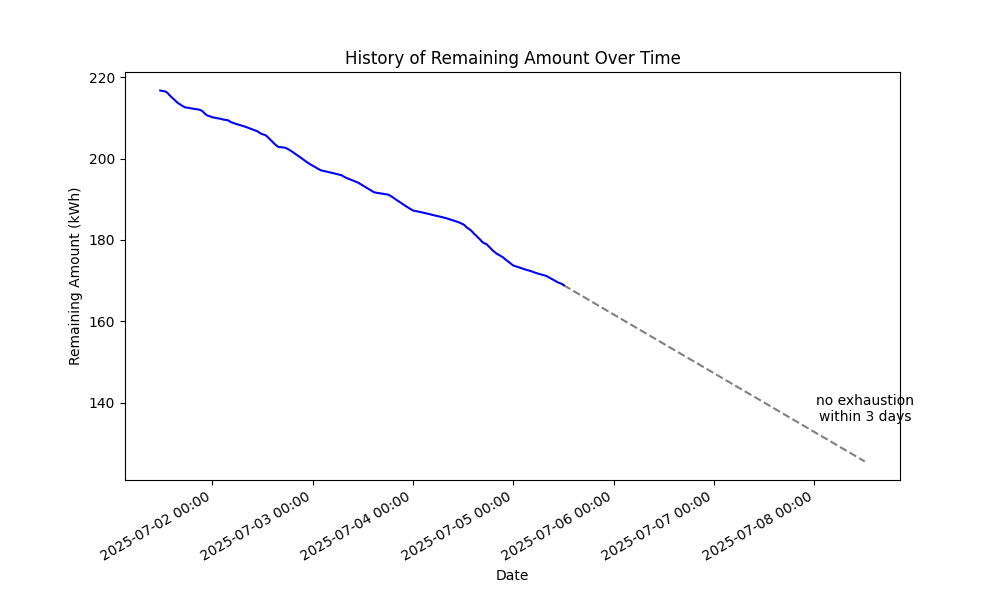 History of Remaining Amount Over Time
Remaining Amount (kWh)
220
200
180
160
140
no exhaustion
within 3 days
2025-07-02 00:00
2025-07-03 00:00
2025-07-04 00:00
2025-07-05 00:00
2025-07-06 00:00
2025-07-07 00:00
2025-07-08 00:00
Date